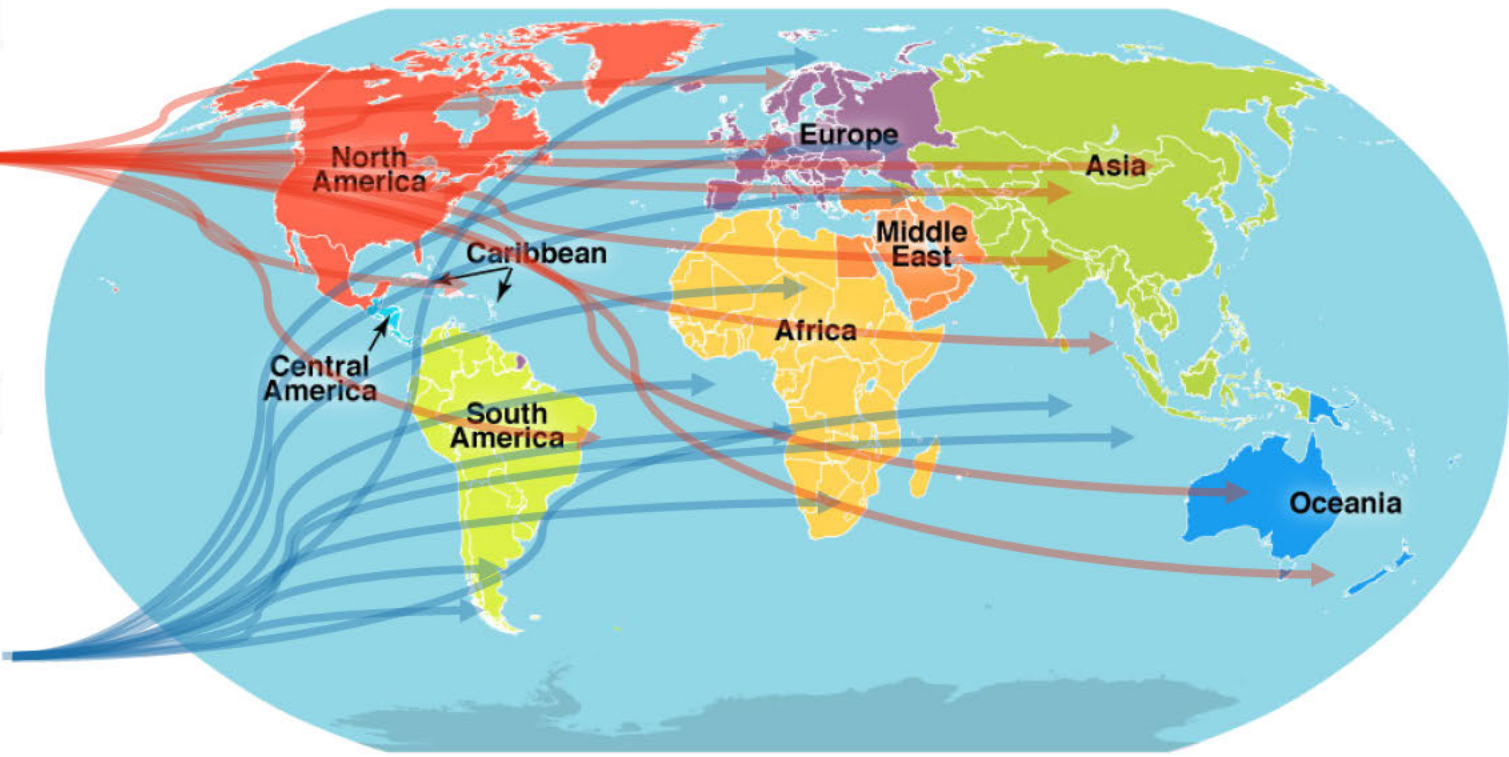 North
America
Europe
Asia
Caribbean
Middle
East
Africa
Central
America
South
America
Oceania